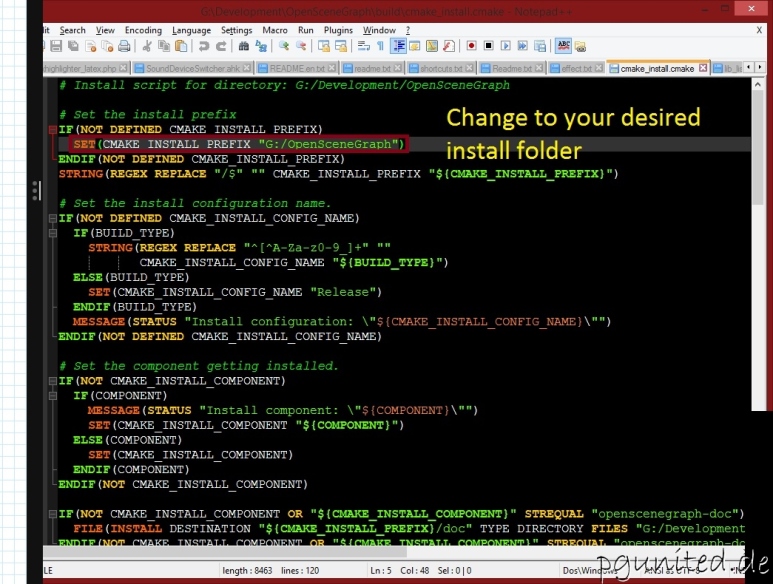 G:\Development\OpenSceneGraph\build\cmake_install.cmake - Notepad++
it Search View Encoding Language Settings Macro Run Plugins Window ? X
highlighter_latex.php SoundDeviceSwitcher.ahk README.en.txt readme.txt shortcuts.txt Readme.txt effect.txt cmake_install.cmake
# Install script for directory: G:/Development/OpenSceneGraph
# Set the install prefix
IF(NOT DEFINED CMAKE_INSTALL_PREFIX)
SET(CMAKE_INSTALL_PREFIX "G:/OpenSceneGraph")
ENDIF(NOT DEFINED CMAKE_INSTALL_PREFIX)
STRING(REGEX REPLACE "/$" "" CMAKE_INSTALL_PREFIX "${CMAKE_INSTALL_PREFIX}")
Change to your desired
install folder
# Set the install configuration name.
IF(NOT DEFINED CMAKE_INSTALL_CONFIG_NAME)
IF(BUILD_TYPE)
STRING(REGEX REPLACE "^[^A-Za-z0-9_]+" ""
CMAKE_INSTALL_CONFIG_NAME "${BUILD_TYPE}")
ELSE(BUILD_TYPE)
SET(CMAKE_INSTALL_CONFIG_NAME "Release")
ENDIF(BUILD_TYPE)
MESSAGE(STATUS "Install configuration: \"${CMAKE_INSTALL_CONFIG_NAME}\"")
ENDIF(NOT DEFINED CMAKE_INSTALL_CONFIG_NAME)
# Set the component getting installed.
IF(NOT CMAKE_INSTALL_COMPONENT)
IF(COMPONENT)
MESSAGE(STATUS "Install component: \"${COMPONENT}\"")
SET(CMAKE_INSTALL_COMPONENT "${COMPONENT}")
ELSE(COMPONENT)
SET(CMAKE_INSTALL_COMPONENT)
ENDIF(COMPONENT)
ENDIF(NOT CMAKE_INSTALL_COMPONENT)
IF(NOT CMAKE_INSTALL_COMPONENT OR "${CMAKE_INSTALL_COMPONENT}" STREQUAL "openscenegraph-doc")
FILE(INSTALL DESTINATION "${CMAKE_INSTALL_PREFIX}/doc" TYPE DIRECTORY FILES "G:/Development
ENDIF(NOT CMAKE_INSTALL_COMPONENT OR "${CMAKE_INSTALL_COMPONENT}" STREQUAL "openscenegraph-do
LE length : 8463 lines : 120 Ln : 5 Col : 48 Sel : 0 | 0
pgunited.de